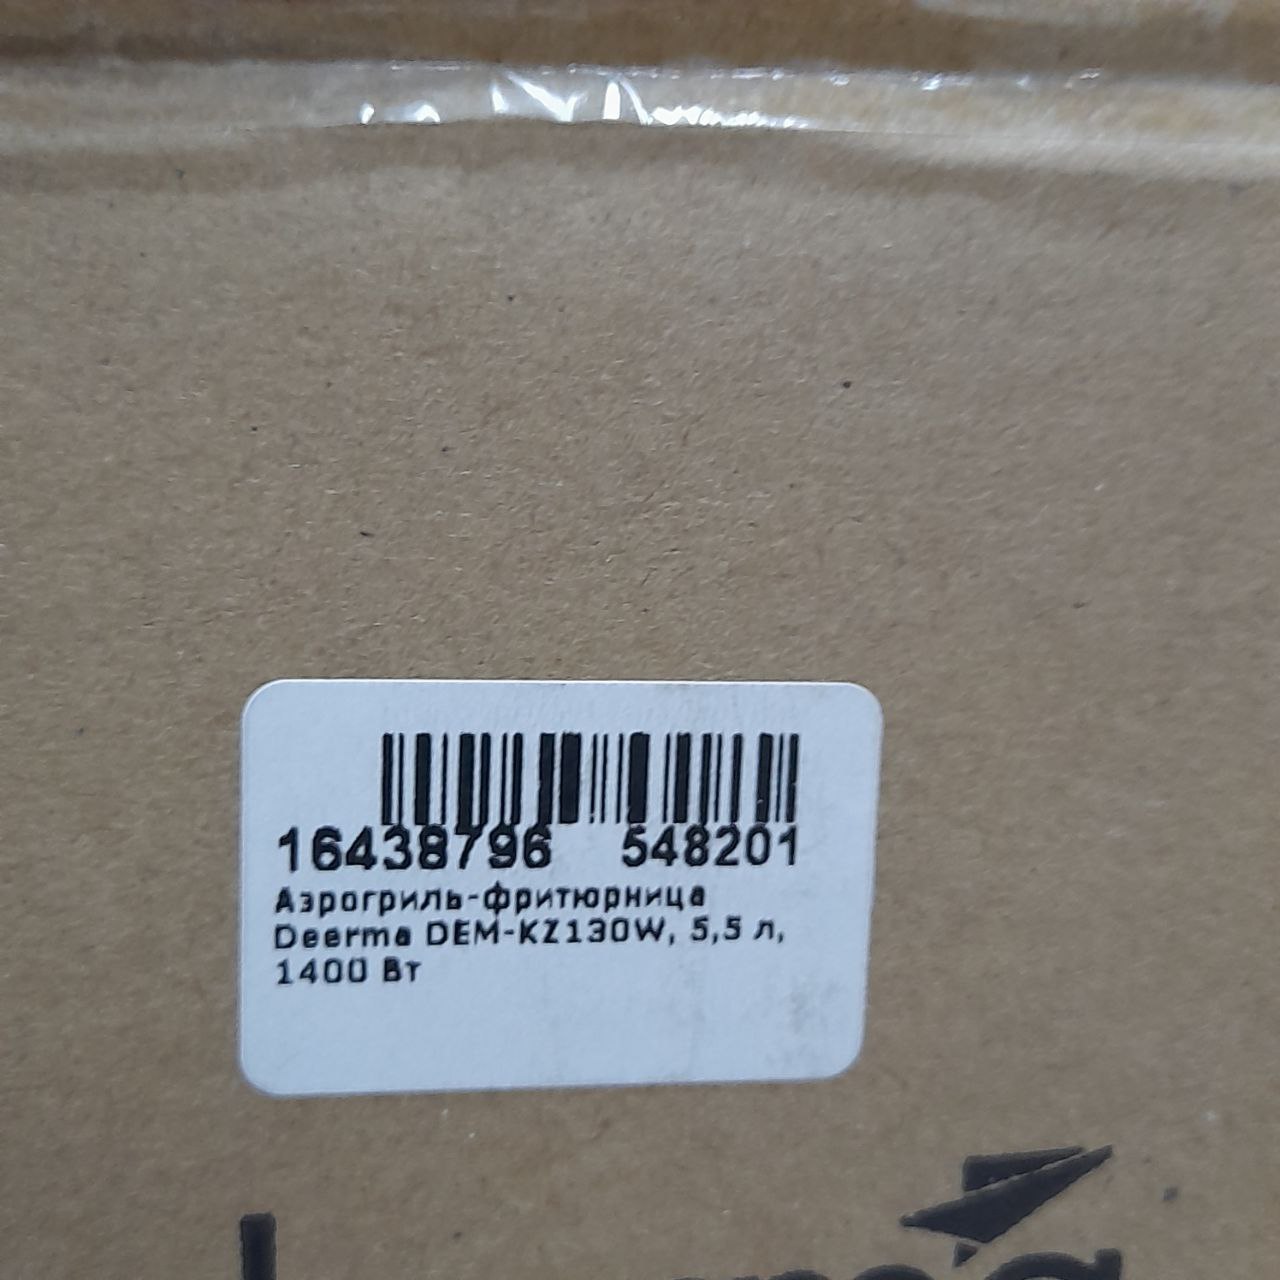 16438796 548201
Аэрогриль-фритюрница
Deerma DEM-KZ130W, 5,5 л,
1400 Вт